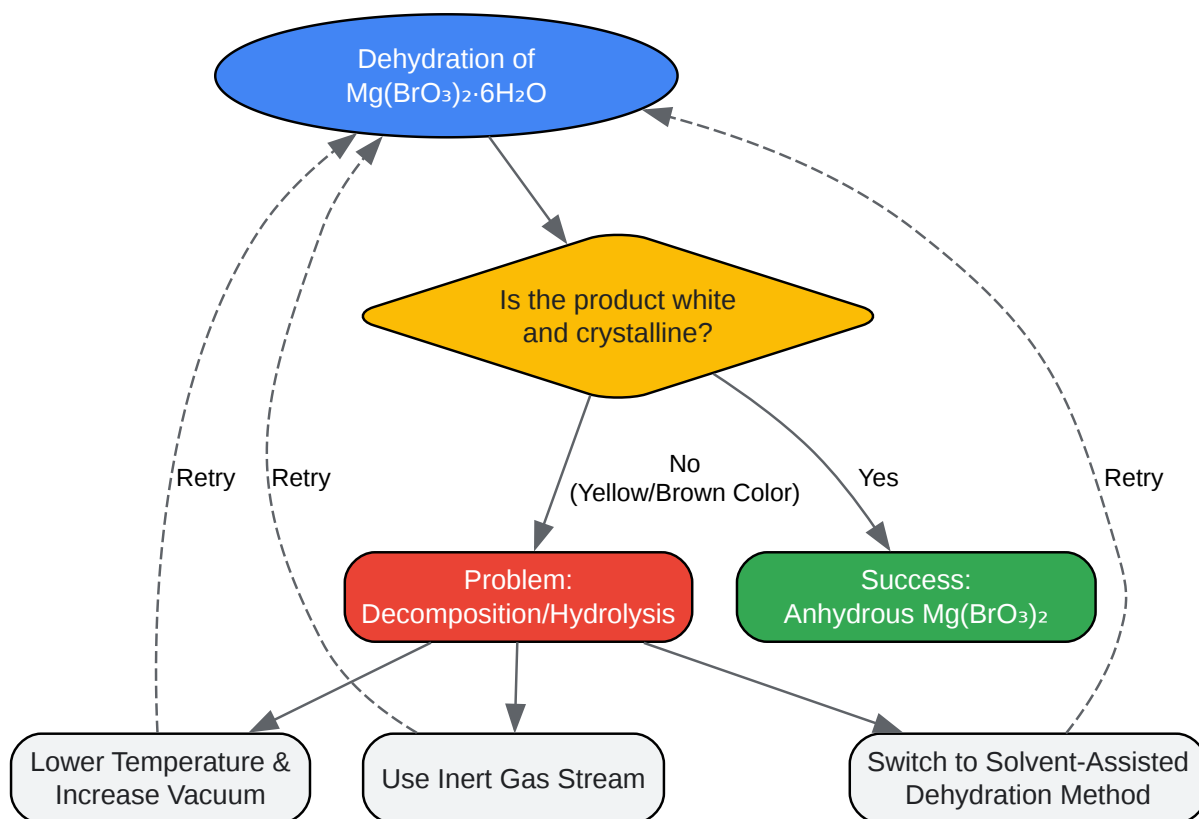 Dehydration of
Mg(BrO₃)₂·6H₂O
Is the product white
and crystalline?
Retry
Retry
No
(Yellow/Brown Color)
Yes
Retry
Problem:
Decomposition/Hydrolysis
Success:
Anhydrous Mg(BrO₃)₂
Lower Temperature &
Increase Vacuum
Use Inert Gas Stream
Switch to Solvent-Assisted
Dehydration Method